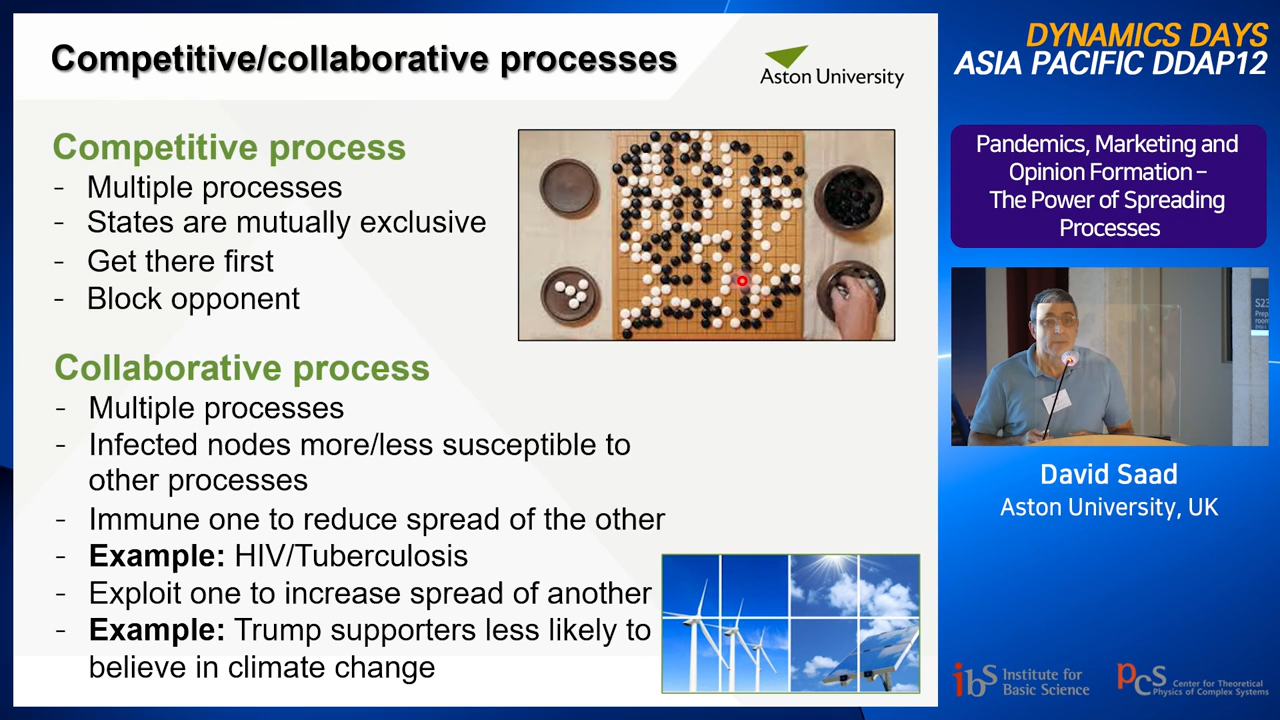 Competitive/collaborative processes
Aston University
Competitive process
- Multiple processes
- States are mutually exclusive
- Get there first
- Block opponent
Collaborative process
- Multiple processes
- Infected nodes more/less susceptible to
other processes
- Immune one to reduce spread of the other
- Example: HIV/Tuberculosis
- Exploit one to increase spread of another
- Example: Trump supporters less likely to
believe in climate change
DYNAMICS DAYS
ASIA PACIFIC DDAP12
Pandemics, Marketing and
Opinion Formation –
The Power of Spreading
Processes
S23
David Saad
Aston University, UK
ibS Institute for
Basic Science
PCS Center for Theoretical
Physics of Complex Systems